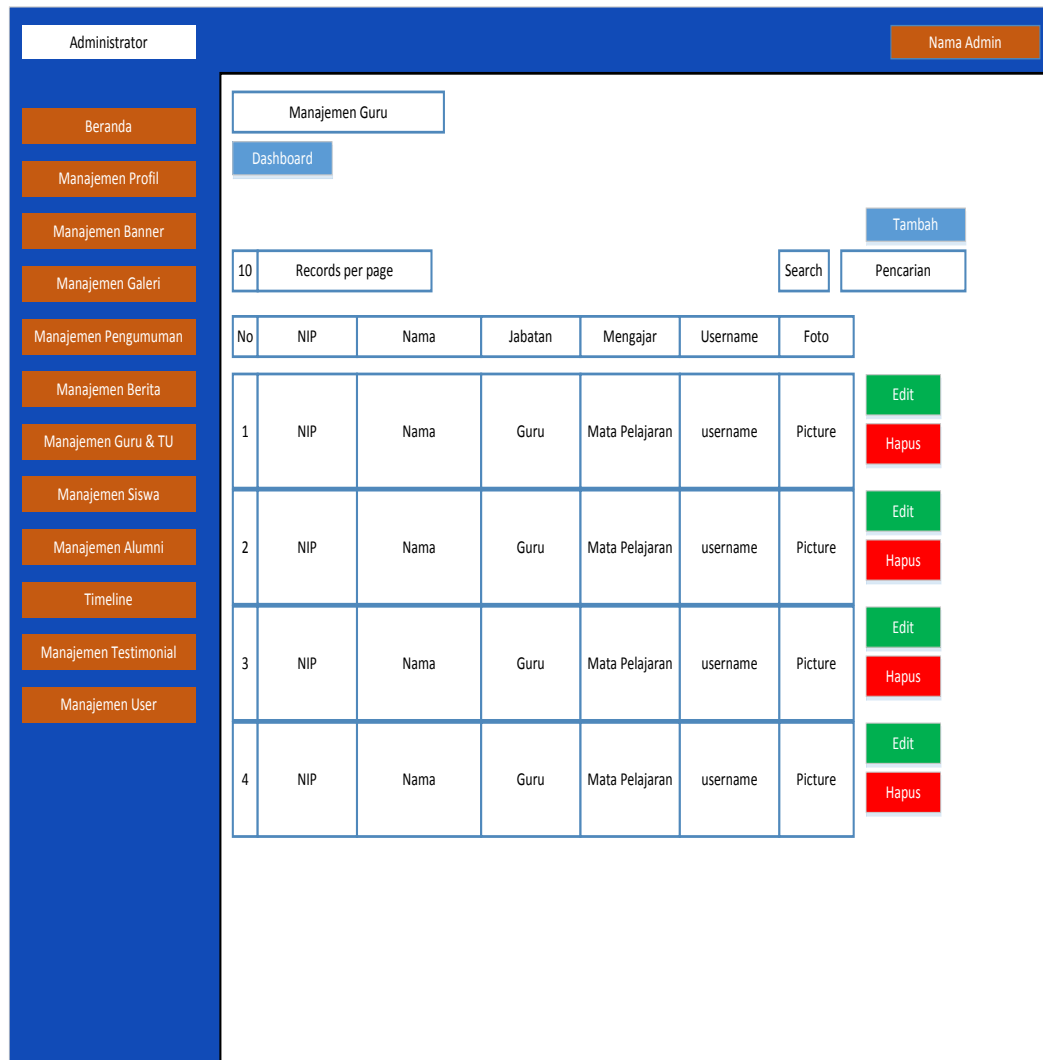 Administrator
Nama Admin
Beranda
Manajemen Profil
Manajemen Banner
Manajemen Galeri
Manajemen Pengumuman
Manajemen Berita
Manajemen Guru & TU
Manajemen Siswa
Manajemen Alumni
Timeline
Manajemen Testimonial
Manajemen User
Manajemen Guru
Dashboard
Tambah
10 Records per page Search Pencarian
No NIP Nama Jabatan Mengajar Username Foto
1 NIP Nama Guru Mata Pelajaran username Picture
Edit
Hapus
2 NIP Nama Guru Mata Pelajaran username Picture
Edit
Hapus
3 NIP Nama Guru Mata Pelajaran username Picture
Edit
Hapus
4 NIP Nama Guru Mata Pelajaran username Picture
Edit
Hapus